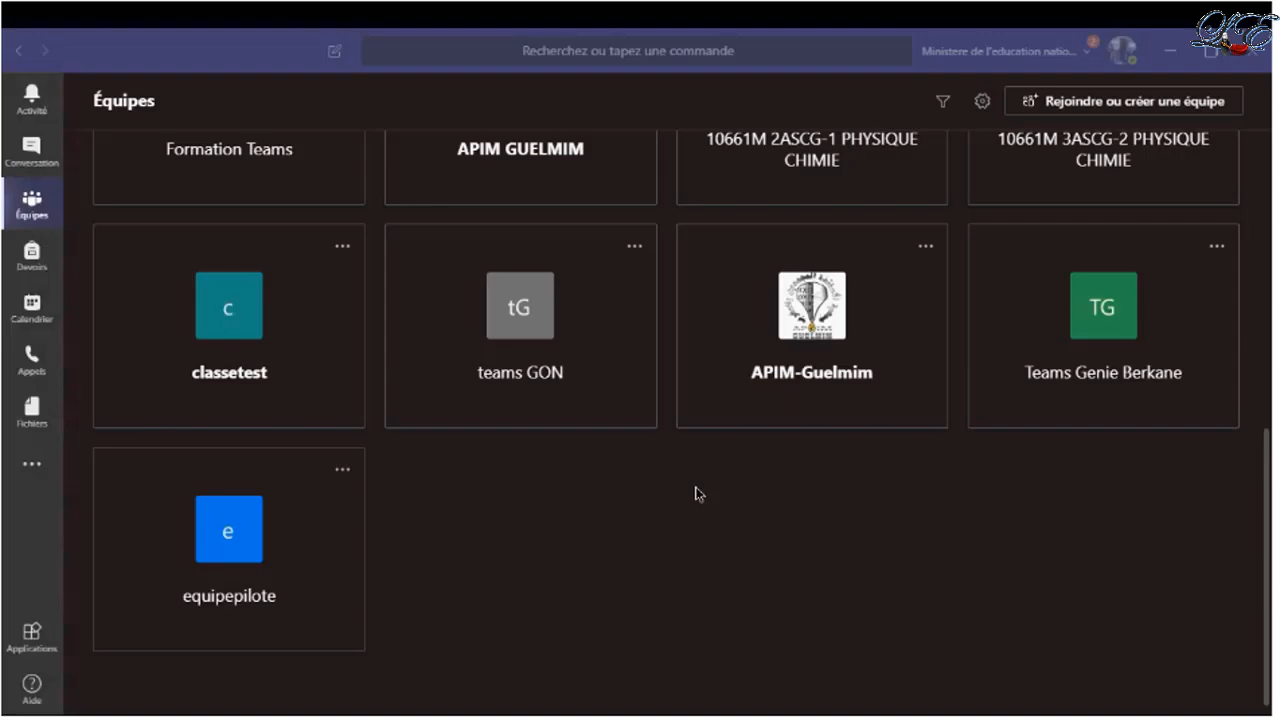 Recherchez ou tapez une commande
Ministere de l'education natio...
Activité
Conversation
Équipes
Devoirs
Calendrier
Appels
Fichiers
Applications
Aide
Équipes
Rejoindre ou créer une équipe
Formation Teams
APIM GUELMIM
10661M 2ASCG-1 PHYSIQUE
CHIMIE
10661M 3ASCG-2 PHYSIQUE
CHIMIE
c
classetest
tG
teams GON
APIM-Guelmim
TG
Teams Genie Berkane
e
equipepilote